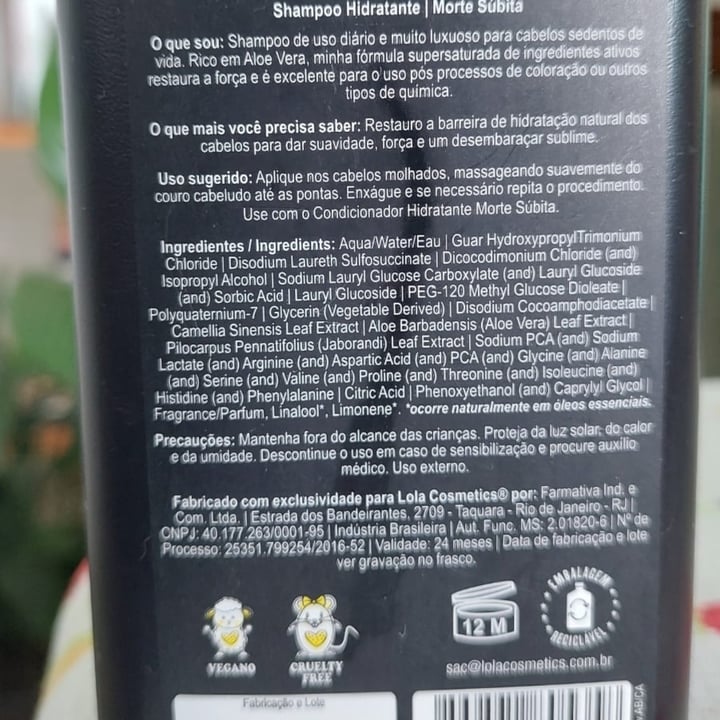 Shampoo Hidratante | Morte Súbita
O que sou: Shampoo de uso diário e muito luxuoso para cabelos sedentos de
vida. Rico em Aloe Vera, minha fórmula supersaturada de ingredientes ativos
restaura a força e é excelente para o uso pós processos de coloração ou outros
tipos de química.
O que mais você precisa saber: Restauro a barreira de hidratação natural dos
cabelos para dar suavidade, força e um desembaraçar sublime.
Uso sugerido: Aplique nos cabelos molhados, massageando suavemente do
couro cabeludo até as pontas. Enxágue e se necessário repita o procedimento.
Use com o Condicionador Hidratante Morte Súbita.
Ingredientes / Ingredients: Aqua/Water/Eau | Guar HydroxypropylTrimonium
Chloride | Disodium Laureth Sulfosuccinate | Dicocodimonium Chloride (and)
Isopropyl Alcohol | Sodium Lauryl Glucose Carboxylate (and) Lauryl Glucoside
(and) Sorbic Acid | Lauryl Glucoside | PEG-120 Methyl Glucose Dioleate |
Polyquaternium-7 | Glycerin (Vegetable Derived) | Disodium Cocoamphodiacetate |
Camellia Sinensis Leaf Extract | Aloe Barbadensis (Aloe Vera) Leaf Extract |
Pilocarpus Pennatifolius (Jaborandi) Leaf Extract | Sodium PCA (and) Sodium
Lactate (and) Arginine (and) Aspartic Acid (and) PCA (and) Glycine (and) Alanine
(and) Serine (and) Valine (and) Proline (and) Threonine (and) Isoleucine (and)
Histidine (and) Phenylalanine | Citric Acid | Phenoxyethanol (and) Caprylyl Glycol |
Fragrance/Parfum, Linalool*, Limonene*. *ocorre naturalmente em óleos essenciais.
Precauções: Mantenha fora do alcance das crianças. Proteja da luz solar, do calor
e da umidade. Descontinue o uso em caso de sensibilização e procure auxílio
médico. Uso externo.
Fabricado com exclusividade para Lola Cosmetics® por: Farmativa Ind. e
Com. Ltda. | Estrada dos Bandeirantes, 2709 - Taquara - Rio de Janeiro - RJ |
CNPJ: 40.177.263/0001-95 | Indústria Brasileira | Aut. Func. MS: 2.01820-6 | Nº de
Processo: 25351.799254/2016-52 | Validade: 24 meses | Data de fabricação e lote
ver gravação no frasco.
VEGANO
CRUELTY
FREE
12 M
EMBALAGEM
RECICLÁVEL
sac@lolacosmetics.com.br
Fabricação e Lote